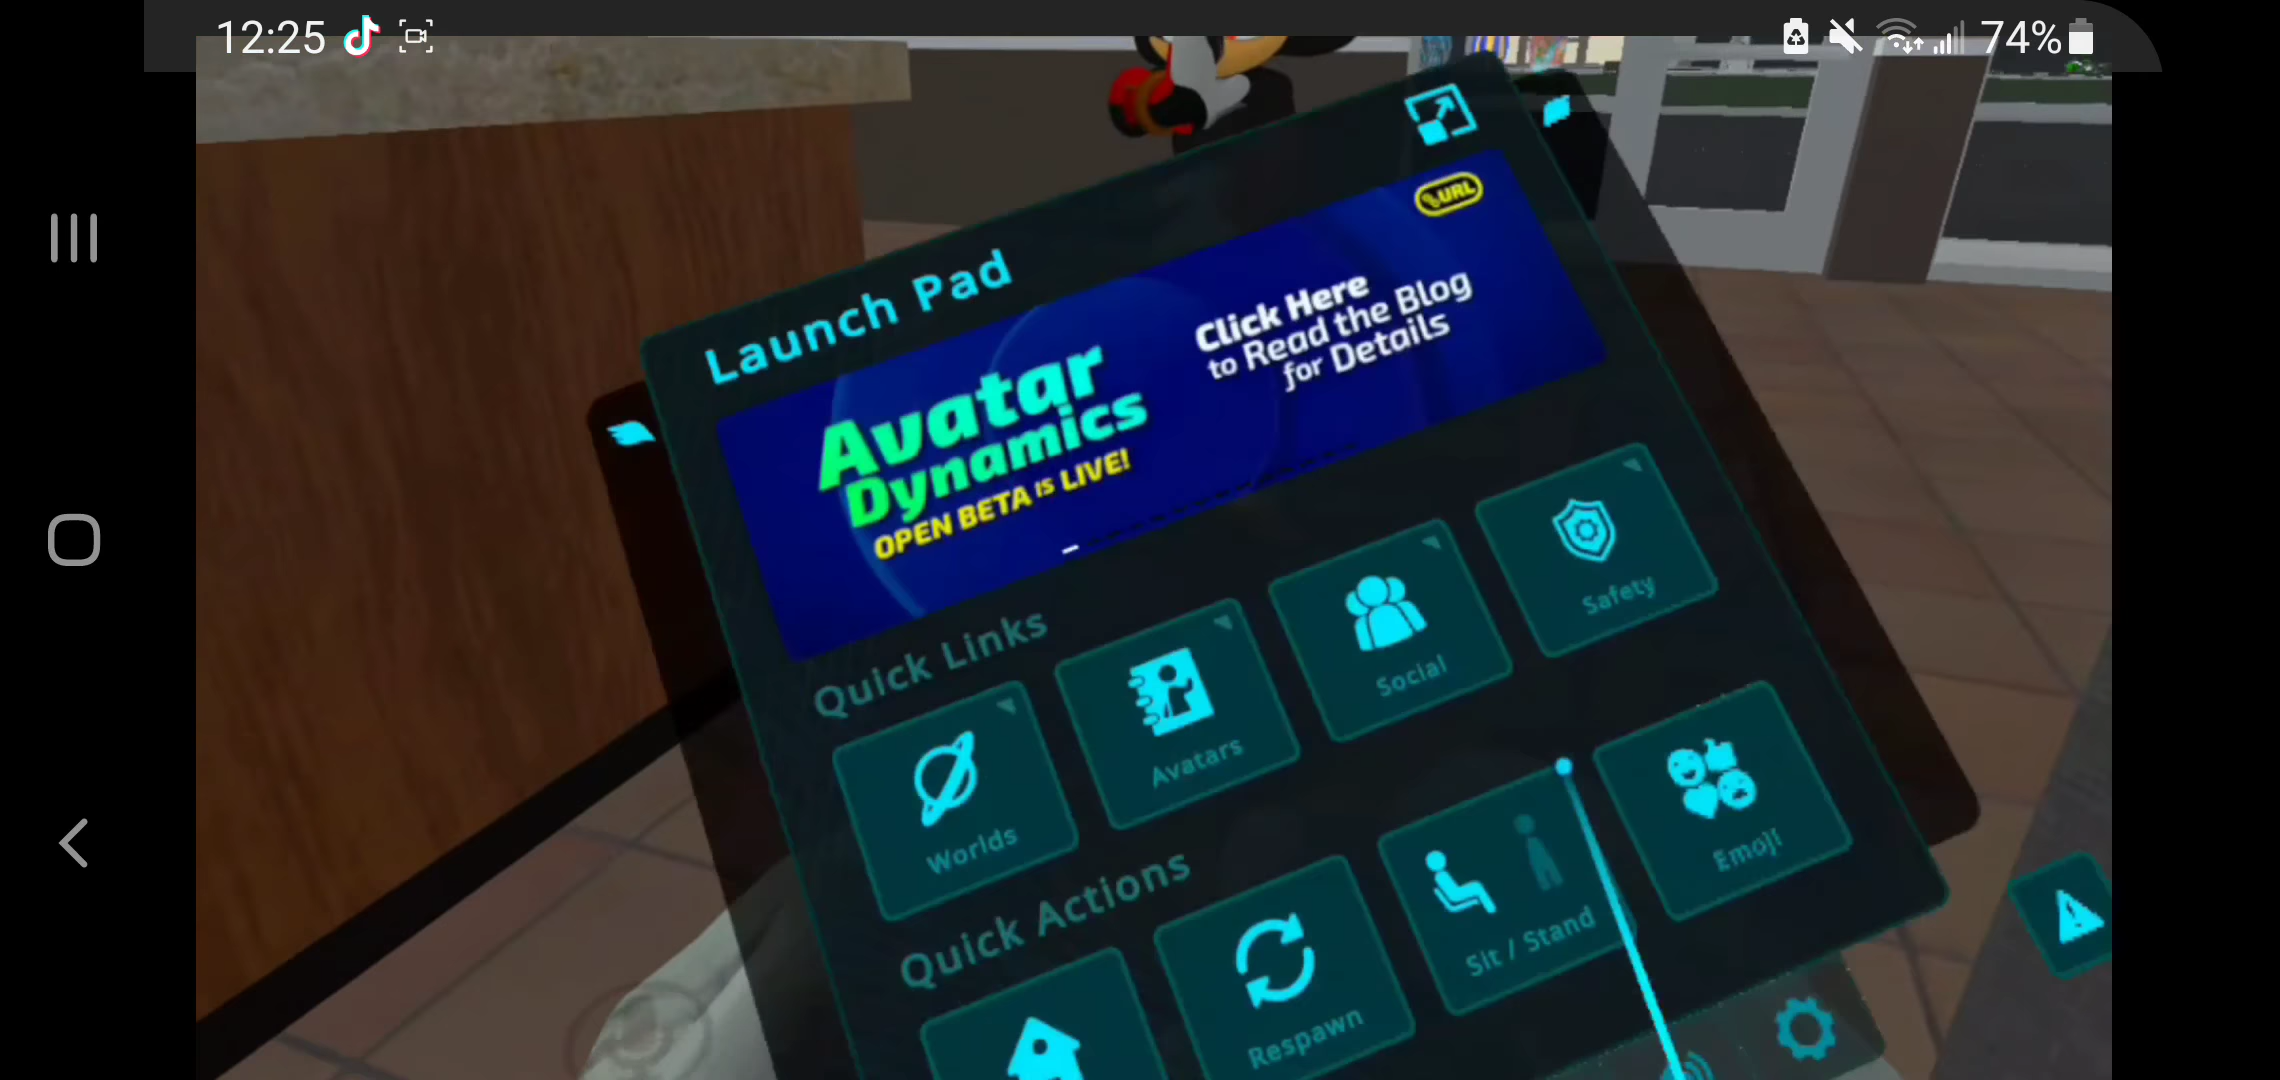 12:25
74%
URL
Launch Pad
Click Here
to Read the Blog
for Details
Avatar
Dynamics
OPEN BETA IS LIVE!
Quick Links
Worlds
Avatars
Social
Safety
Quick Actions
Respawn
Sit / Stand
Emoji